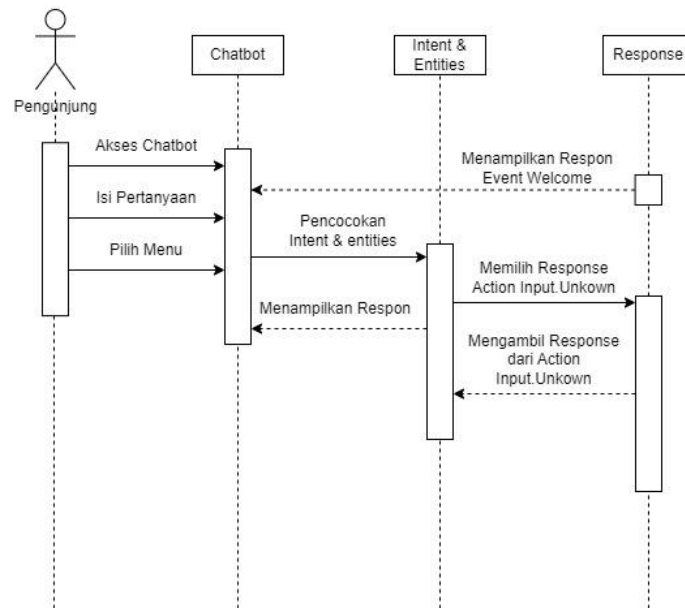 Pengunjung
Chatbot
Intent &
Entities
Response
Akses Chatbot
Menampilkan Respon
Event Welcome
Isi Pertanyaan
Pencocokan
Intent & entities
Pilih Menu
Memilih Response
Action Input.Unkown
Menampilkan Respon
Mengambil Response
dari Action
Input.Unkown